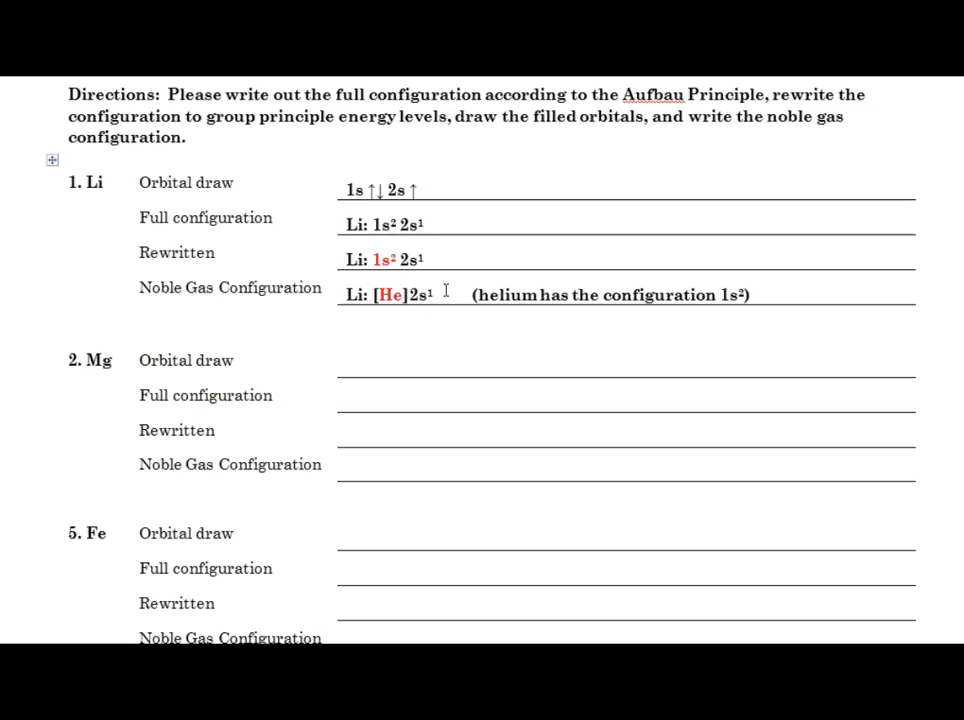 Directions: Please write out the full configuration according to the Aufbau Principle, rewrite the
configuration to group principle energy levels, draw the filled orbitals, and write the noble gas
configuration.
1. Li Orbital draw 1s ↑↓ 2s ↑
Full configuration Li: 1s² 2s¹
Rewritten Li: 1s² 2s¹
Noble Gas Configuration Li: [He]2s¹ (helium has the configuration 1s²)
2. Mg Orbital draw
Full configuration
Rewritten
Noble Gas Configuration
5. Fe Orbital draw
Full configuration
Rewritten
Noble Gas Configuration